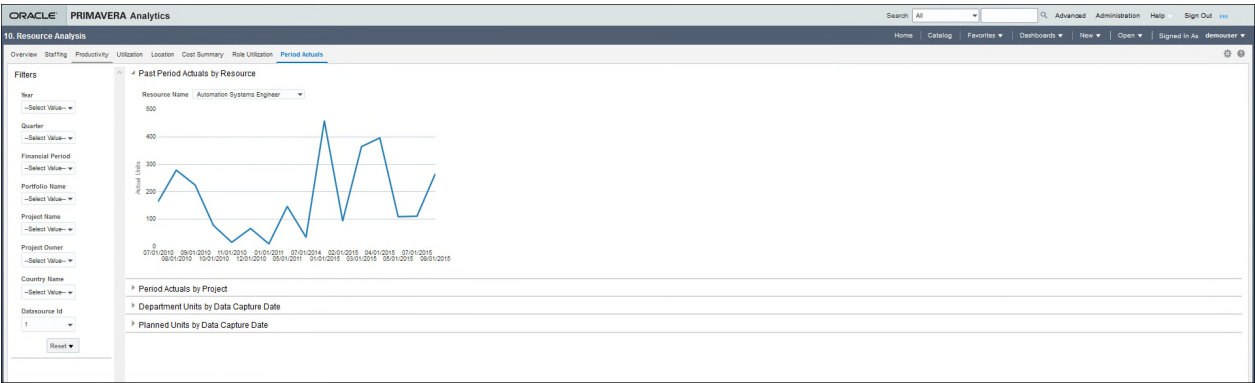 ORACLE PRIMAVERA Analytics Search All Advanced Administration Help Sign Out
10. Resource Analysis Home Catalog Favorites Dashboards New Open Signed In As demouser
Overview Staffing Productivity Utilization Location Cost Summary Role Utilization Period Actuals
Filters
Year
--Select Value--
Quarter
--Select Value--
Financial Period
--Select Value--
Portfolio Name
--Select Value--
Project Name
--Select Value--
Project Owner
--Select Value--
Country Name
--Select Value--
Datasource Id
1
Reset
Past Period Actuals by Resource
Resource Name Automation Systems Engineer
500
400
300
200
100
0
Actual Units
07/01/2010 09/01/2010 11/01/2010 01/01/2011 07/01/2014 02/01/2015 04/01/2015 07/01/2015
08/01/2010 10/01/2010 12/01/2010 05/01/2011 01/01/2015 03/01/2015 05/01/2015 08/01/2015
Period Actuals by Project
Department Units by Data Capture Date
Planned Units by Data Capture Date